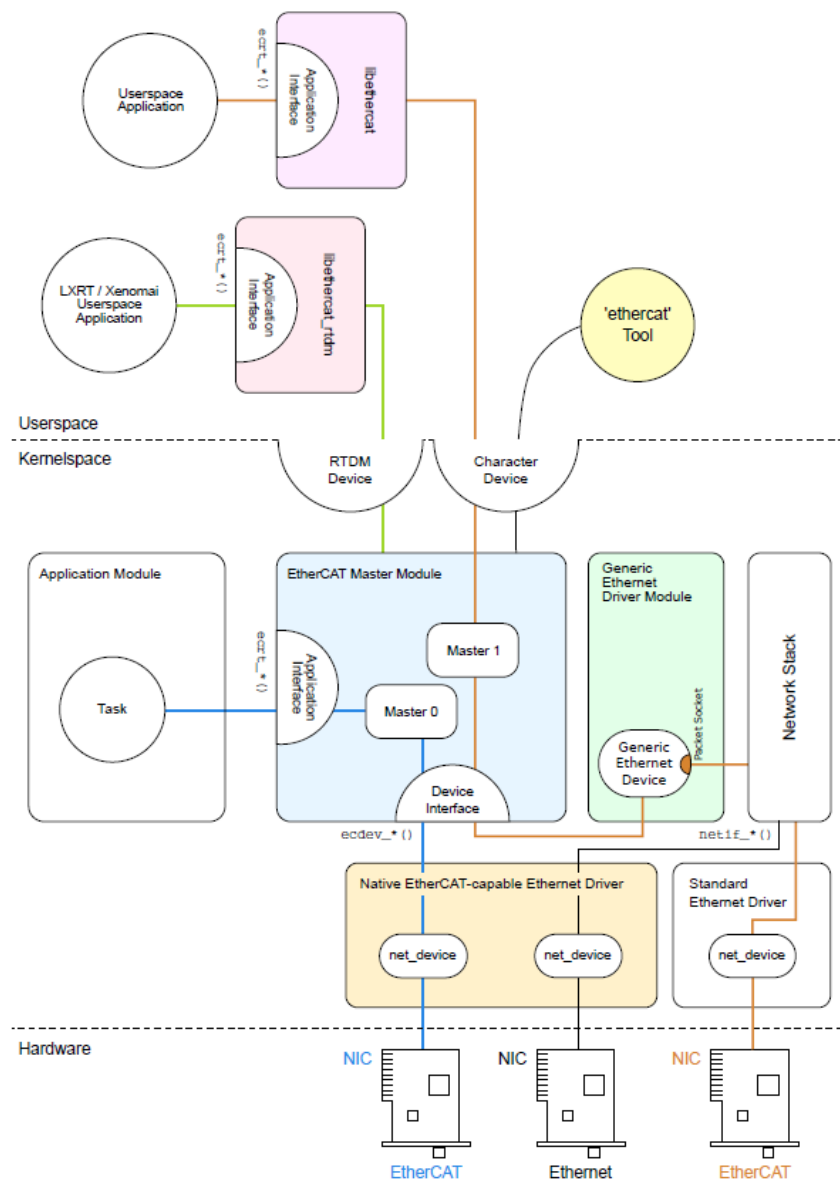 ecrt_*()
Userspace
Application
Application
Interface
libethercat
ecrt_*()
LXRT / Xenomai
Userspace
Application
Application
Interface
libethercat_rtdm
'ethercat'
Tool
Userspace
Kernelspace
RTDM
Device
Character
Device
Application Module
EtherCAT Master Module
Generic
Ethernet
Driver Module
ecrt_*()
Application
Interface
Master 1
Task
Master 0
Network Stack
Packet Socket
Generic
Ethernet
Device
Device
Interface
ecdev_*()
netif_*()
Native EtherCAT-capable Ethernet Driver
Standard
Ethernet Driver
net_device
net_device
net_device
Hardware
NIC
NIC
NIC
EtherCAT
Ethernet
EtherCAT